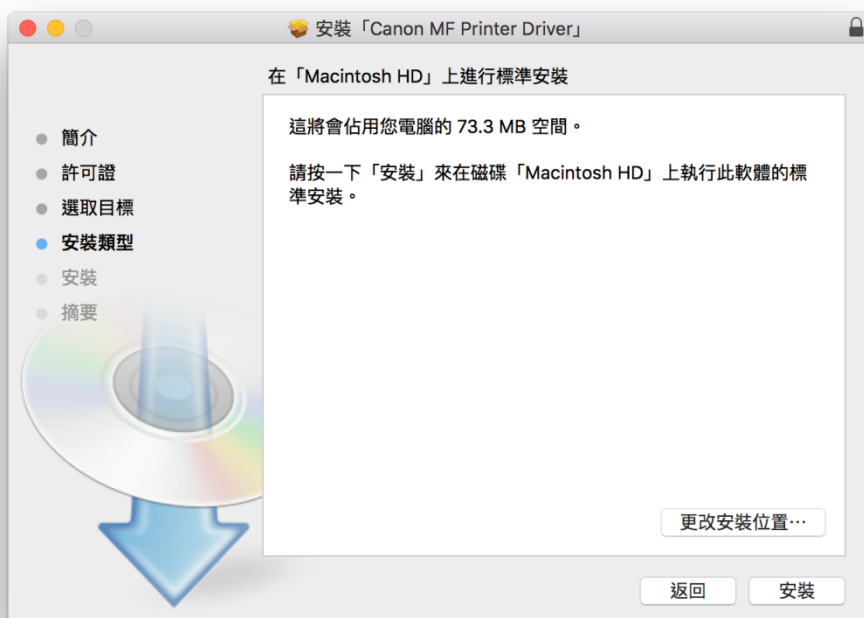 安裝「Canon MF Printer Driver」
在「Macintosh HD」上進行標準安裝
簡介
許可證
選取目標
安裝類型
安裝
摘要
這將會佔用您電腦的 73.3 MB 空間。
請按一下「安裝」來在磁碟「Macintosh HD」上執行此軟體的標
準安裝。
更改安裝位置⋯
返回
安裝